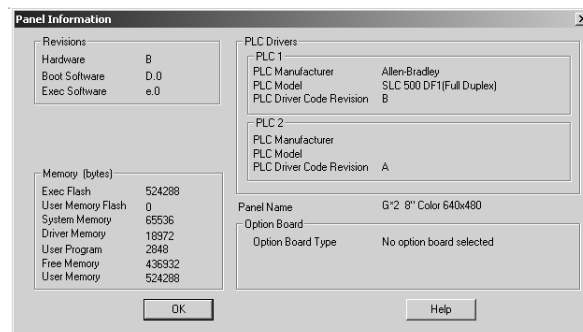 Panel Information
Revisions
Hardware B
Boot Software D.0
Exec Software e.0
Memory (bytes)
Exec Flash 524288
User Memory Flash 0
System Memory 65536
Driver Memory 18972
User Program 2848
Free Memory 436932
User Memory 524288
PLC Drivers
PLC 1
PLC Manufacturer Allen-Bradley
PLC Model SLC 500 DF1(Full Duplex)
PLC Driver Code Revision B
PLC 2
PLC Manufacturer
PLC Model
PLC Driver Code Revision A
Panel Name G*2 8" Color 640x480
Option Board
Option Board Type No option board selected
OK
Help